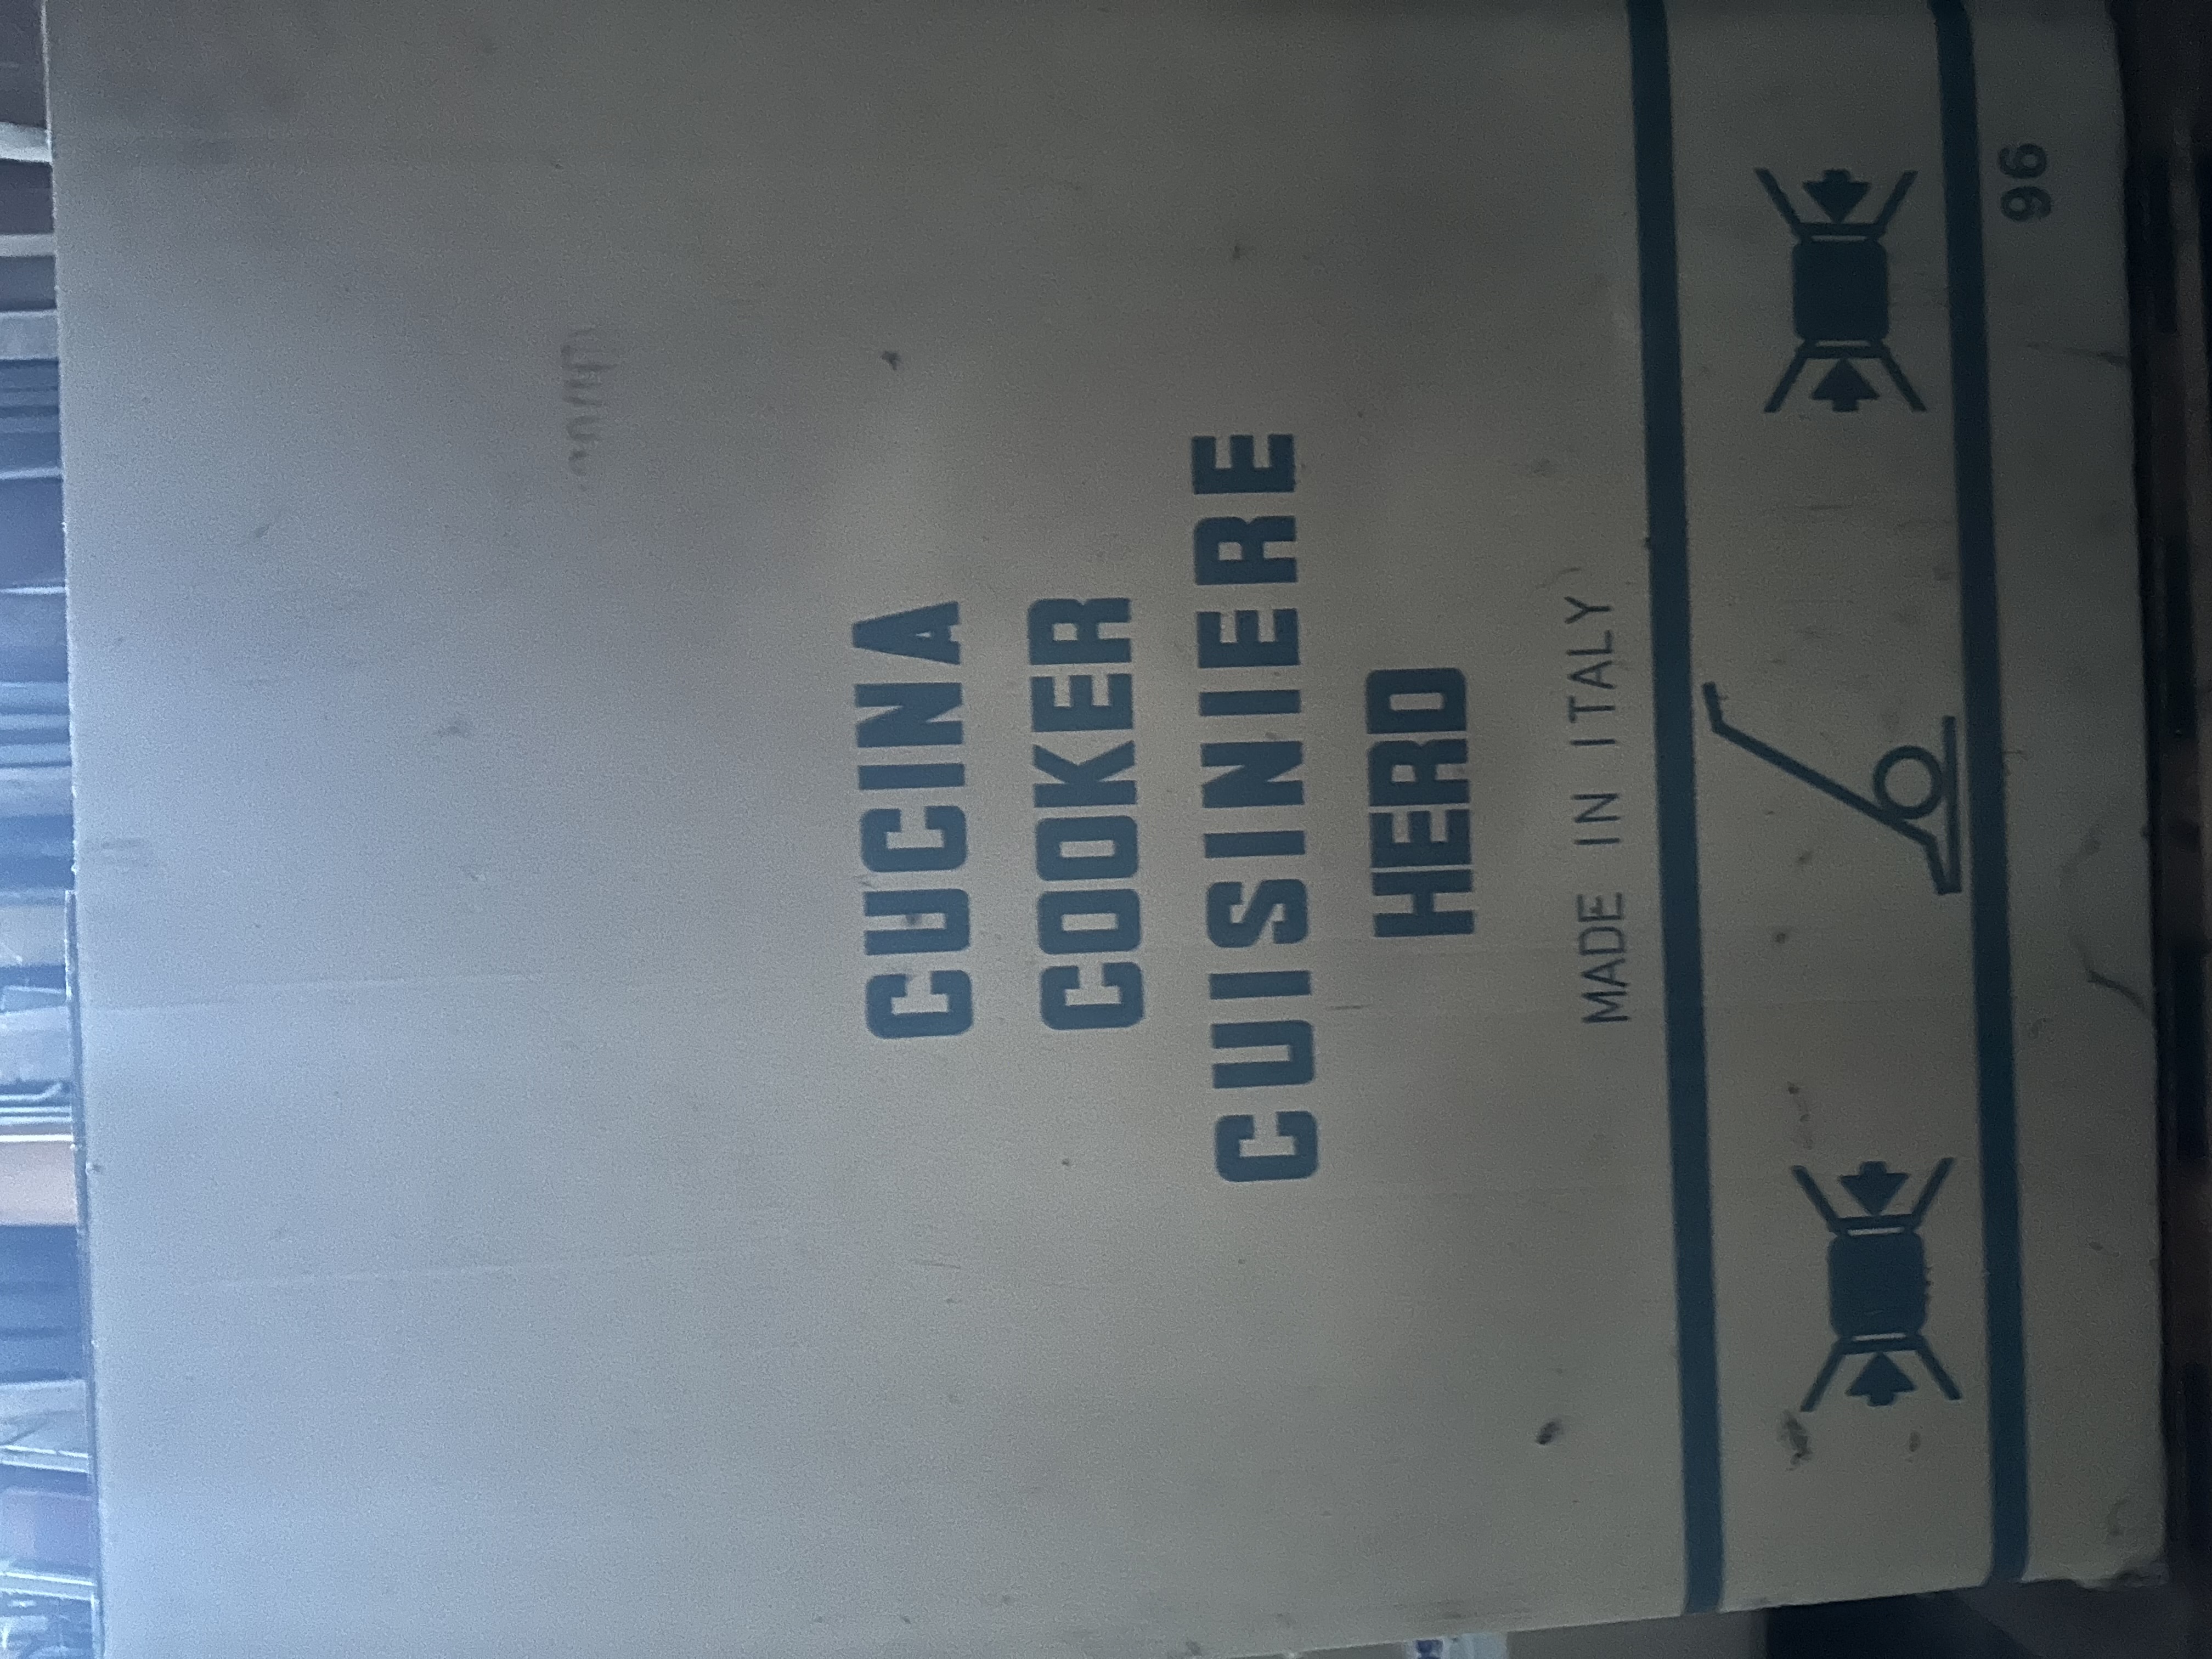 CUCINA
COOKER
CUISINIERE
HERD
MADE IN ITALY
96